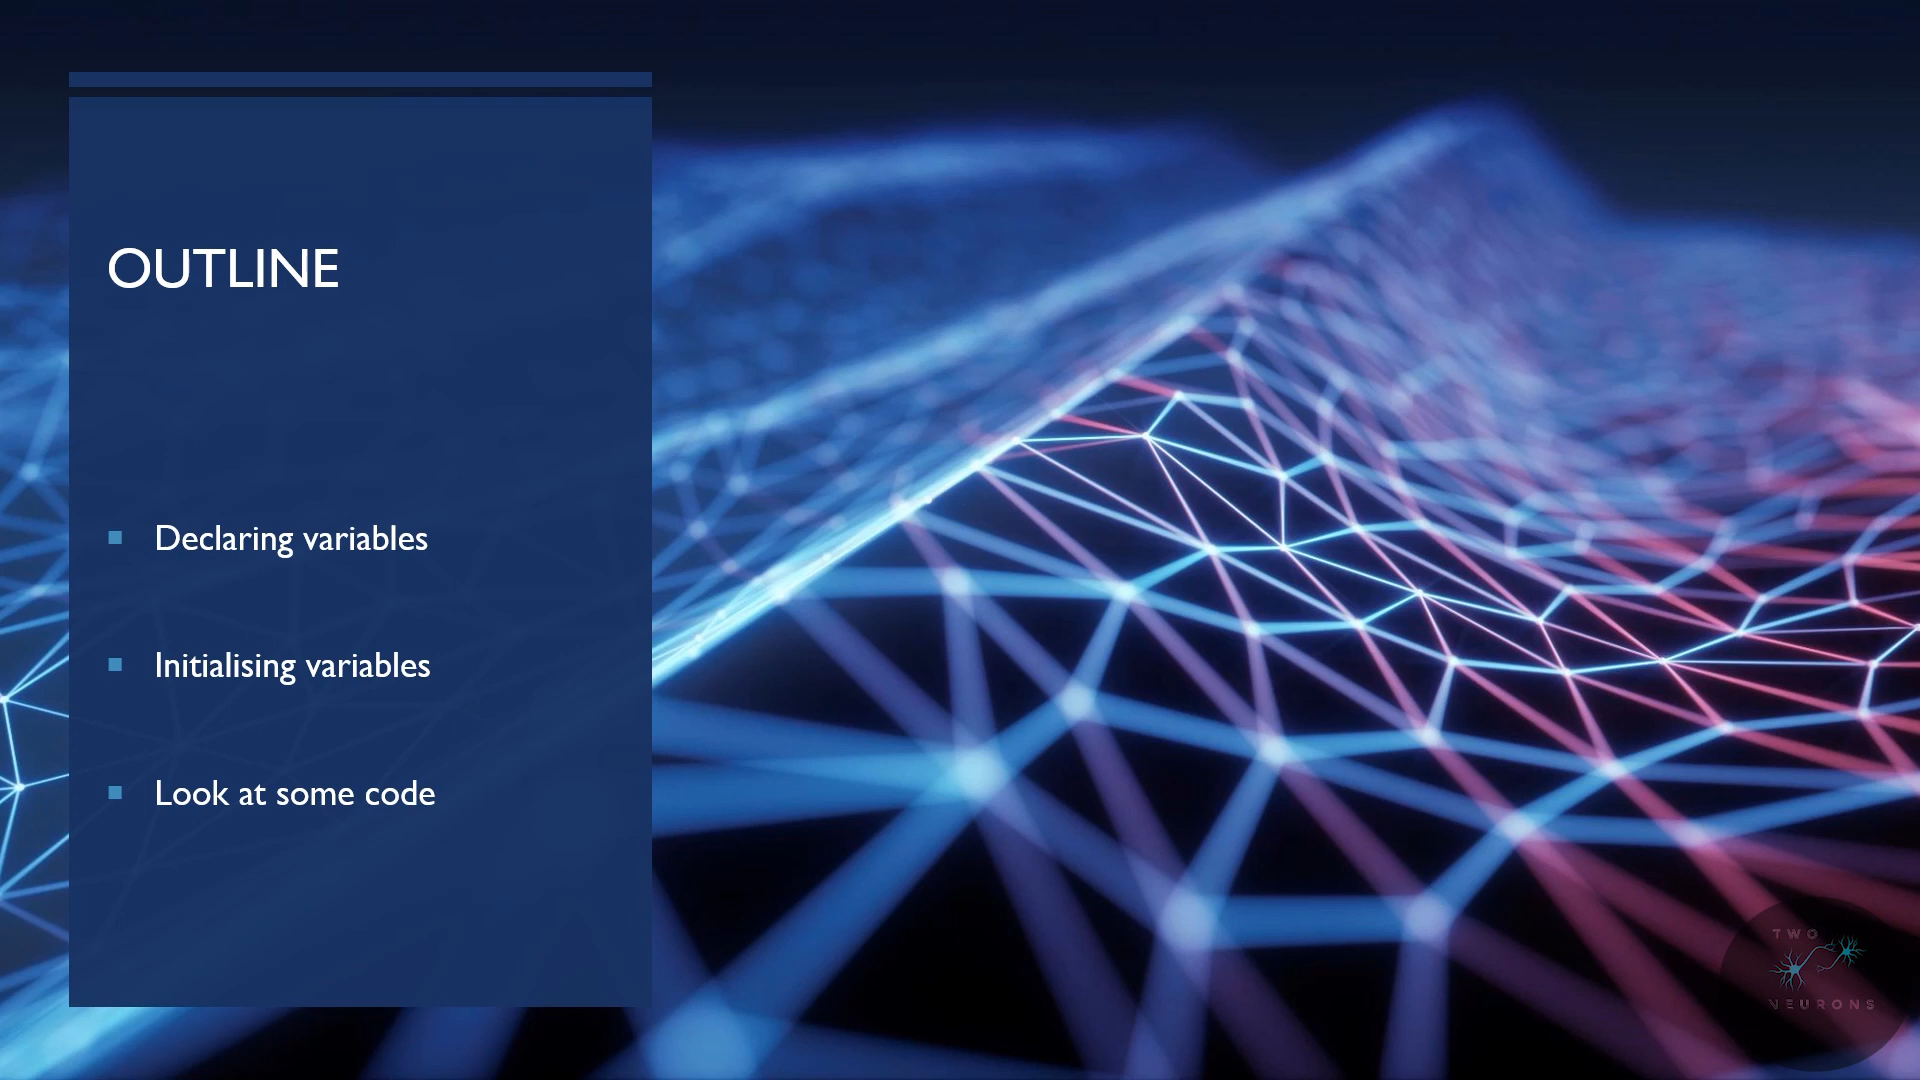 OUTLINE
Declaring variables
Initialising variables
Look at some code
TWO
NEURONS